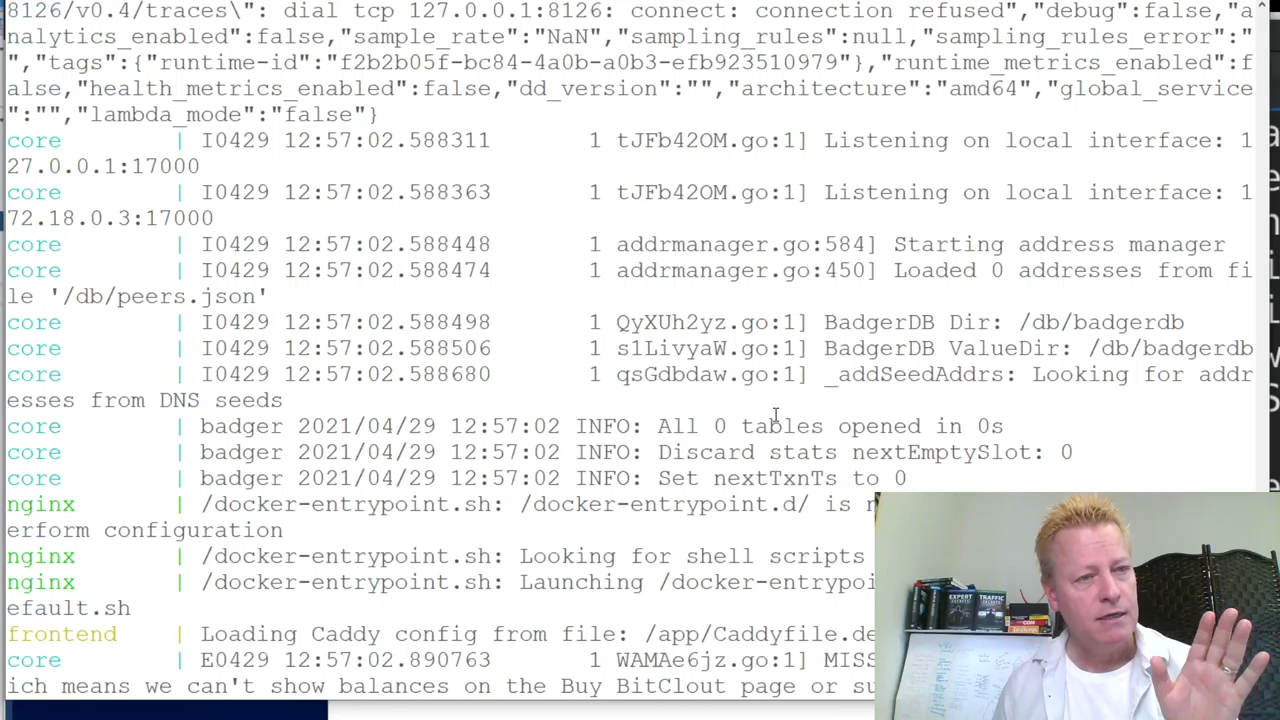 8126/v0.4/traces\": dial tcp 127.0.0.1:8126: connect: connection refused","debug":false,"a
nalytics_enabled":false,"sample_rate":"NaN","sampling_rules":null,"sampling_rules_error":"
","tags":{"runtime-id":"f2b2b05f-bc84-4a0b-a0b3-efb923510979"},"runtime_metrics_enabled":f
alse,"health_metrics_enabled":false,"dd_version":"","architecture":"amd64","global_service
":"","lambda_mode":"false"}
core | I0429 12:57:02.588311 1 tJFb42OM.go:1] Listening on local interface: 1
27.0.0.1:17000
core | I0429 12:57:02.588363 1 tJFb42OM.go:1] Listening on local interface: 1
72.18.0.3:17000
core | I0429 12:57:02.588448 1 addrmanager.go:584] Starting address manager
core | I0429 12:57:02.588474 1 addrmanager.go:450] Loaded 0 addresses from fi
le '/db/peers.json'
core | I0429 12:57:02.588498 1 QyXUh2yz.go:1] BadgerDB Dir: /db/badgerdb
core | I0429 12:57:02.588506 1 s1LivyaW.go:1] BadgerDB ValueDir: /db/badgerdb
core | I0429 12:57:02.588680 1 qsGdbdaw.go:1] _addSeedAddrs: Looking for addr
esses from DNS seeds
core | badger 2021/04/29 12:57:02 INFO: All 0 tables opened in 0s
core | badger 2021/04/29 12:57:02 INFO: Discard stats nextEmptySlot: 0
core | badger 2021/04/29 12:57:02 INFO: Set nextTxnTs to 0
nginx | /docker-entrypoint.sh: /docker-entrypoint.d/ is n
erform configuration
nginx | /docker-entrypoint.sh: Looking for shell scripts
nginx | /docker-entrypoint.sh: Launching /docker-entrypoi
efault.sh
frontend | Loading Caddy config from file: /app/Caddyfile.de
core | E0429 12:57:02.890763 1 WAMAe6jz.go:1] MISS
ich means we can't show balances on the Buy BitClout page or su
EXPERT
SECRETS
TRAFFIC
SECRETS